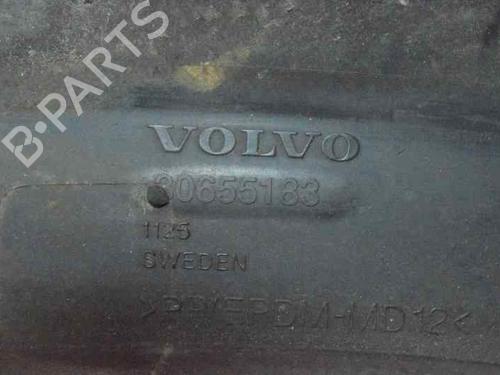 B-PARTS
VOLVO
30655183
1125
SWEDEN
>PP/EPDM-MD12<